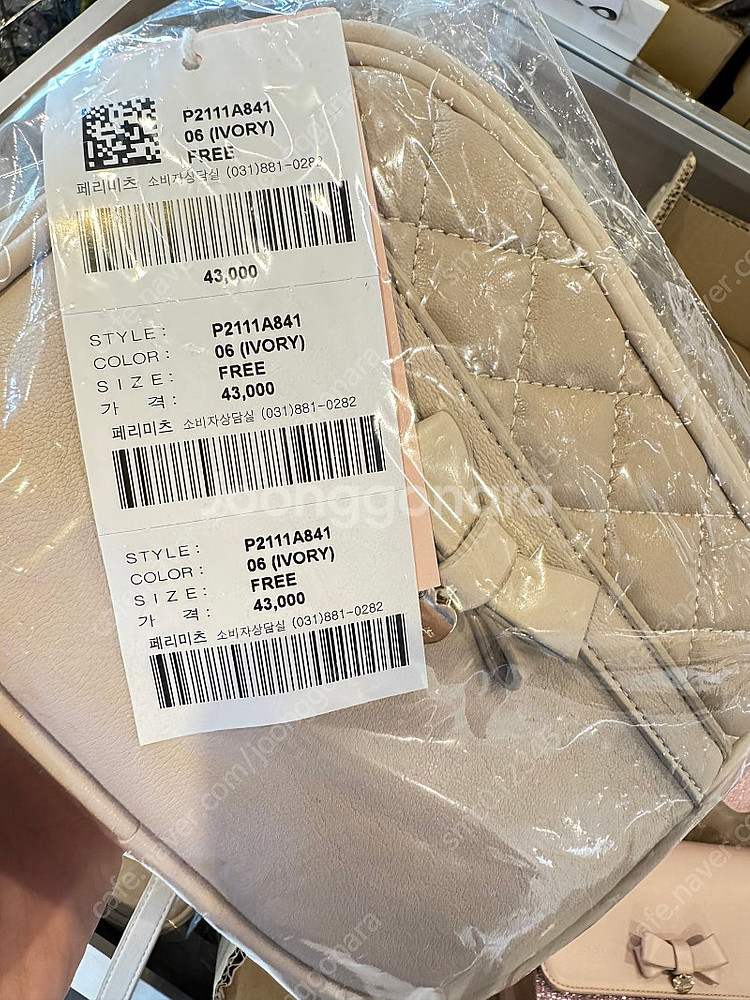 P2111A841
06 (IVORY)
FREE
페리미츠 소비자상담실 (031)881-0282
43,000
STYLE : P2111A841
COLOR : 06 (IVORY)
SIZE : FREE
가 격 : 43,000
페리미츠 소비자상담실 (031)881-0282
STYLE : P2111A841
COLOR : 06 (IVORY)
SIZE : FREE
가 격 : 43,000
페리미츠 소비자상담실 (031)881-0282
joonggonara